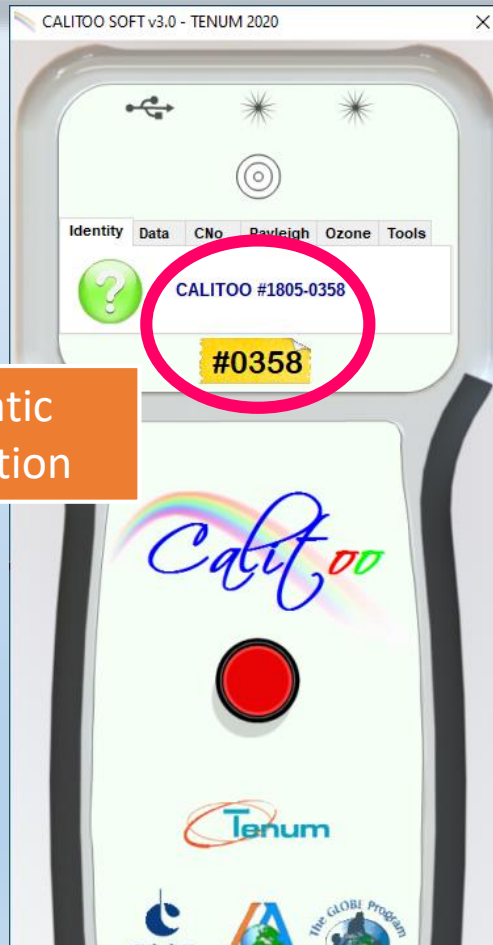 CALITOO SOFT v3.0 - TENUM 2020
Identity Data CNo Rayleigh Ozone Tools
CALITOO #1805-0358
#0358
Calitoo
Tenum